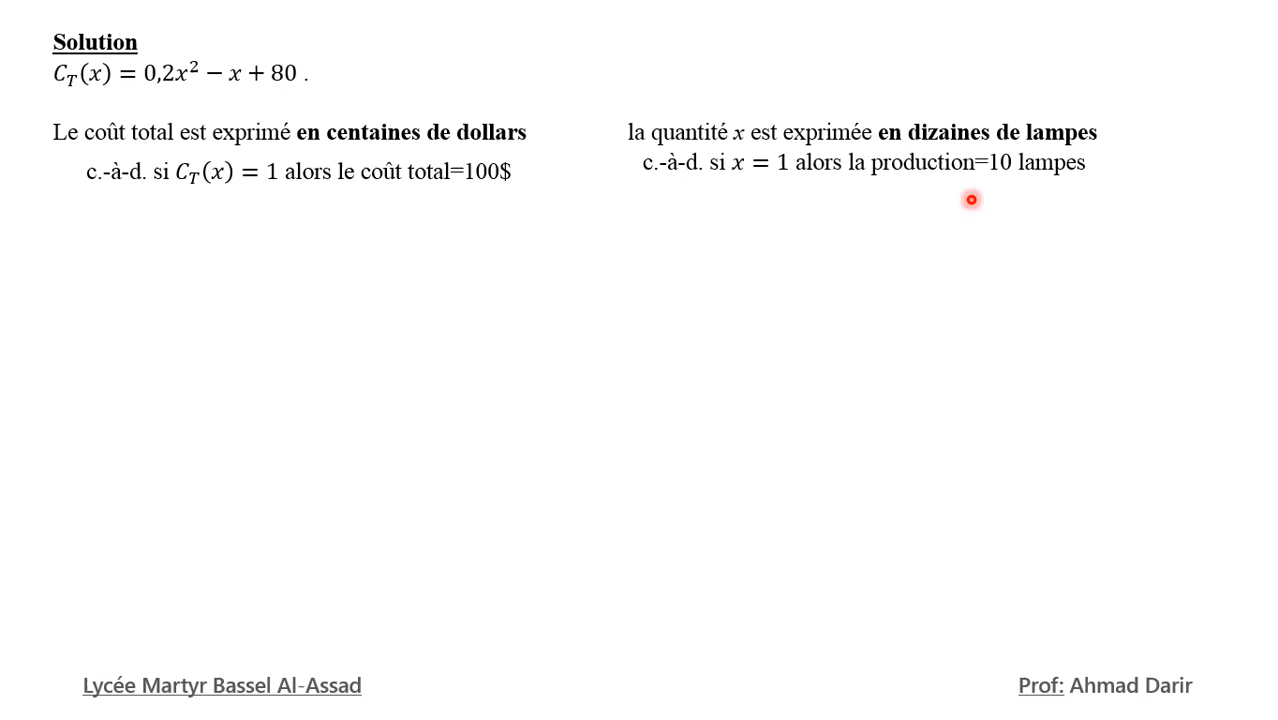 Solution
C_T(x) = 0,2x² − x + 80 .
Le coût total est exprimé en centaines de dollars
c.-à-d. si C_T(x) = 1 alors le coût total=100$
la quantité x est exprimée en dizaines de lampes
c.-à-d. si x = 1 alors la production=10 lampes
Lycée Martyr Bassel Al-Assad
Prof: Ahmad Darir